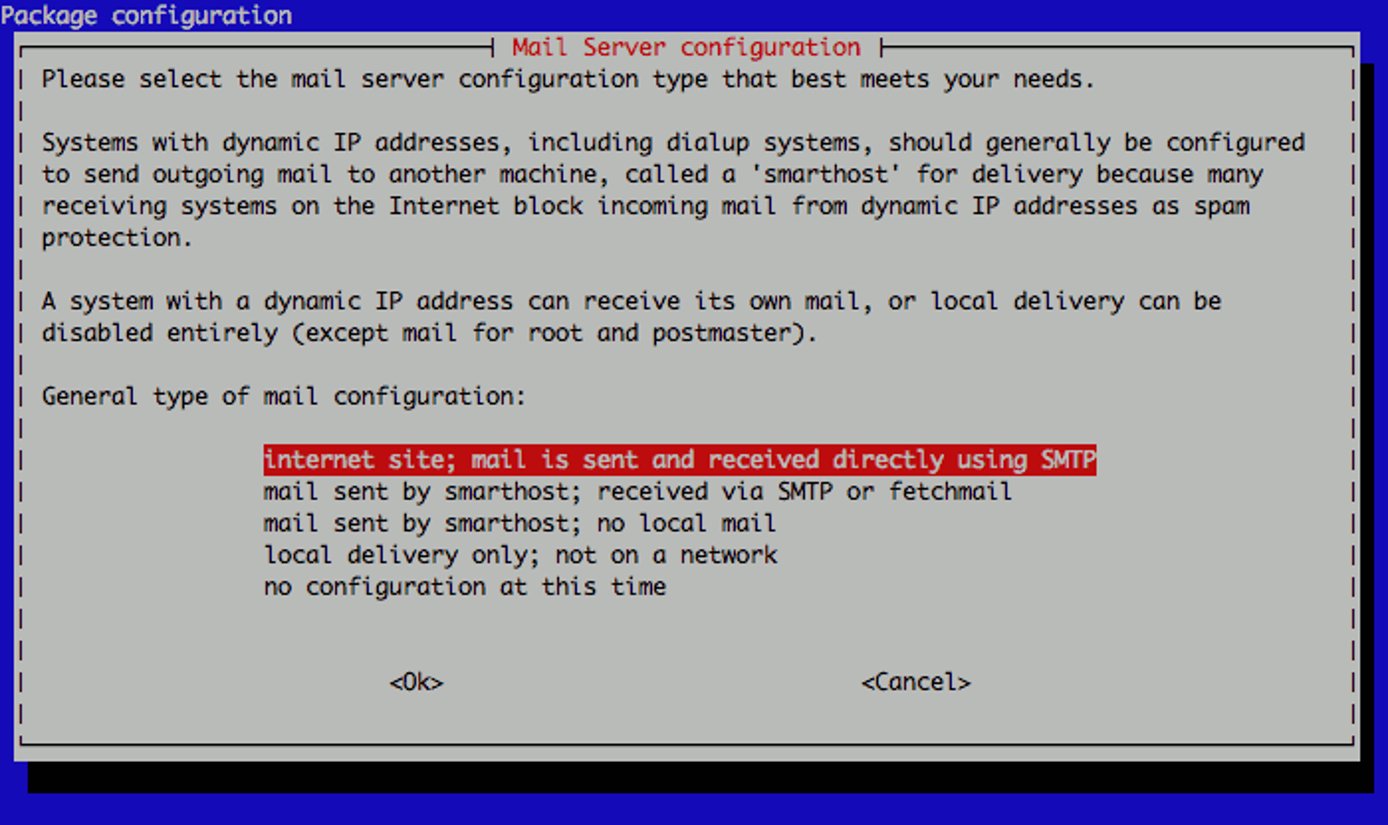 Package configuration
Mail Server configuration
Please select the mail server configuration type that best meets your needs.
Systems with dynamic IP addresses, including dialup systems, should generally be configured
to send outgoing mail to another machine, called a 'smarthost' for delivery because many
receiving systems on the Internet block incoming mail from dynamic IP addresses as spam
protection.
A system with a dynamic IP address can receive its own mail, or local delivery can be
disabled entirely (except mail for root and postmaster).
General type of mail configuration:
internet site; mail is sent and received directly using SMTP
mail sent by smarthost; received via SMTP or fetchmail
mail sent by smarthost; no local mail
local delivery only; not on a network
no configuration at this time
<Ok> <Cancel>